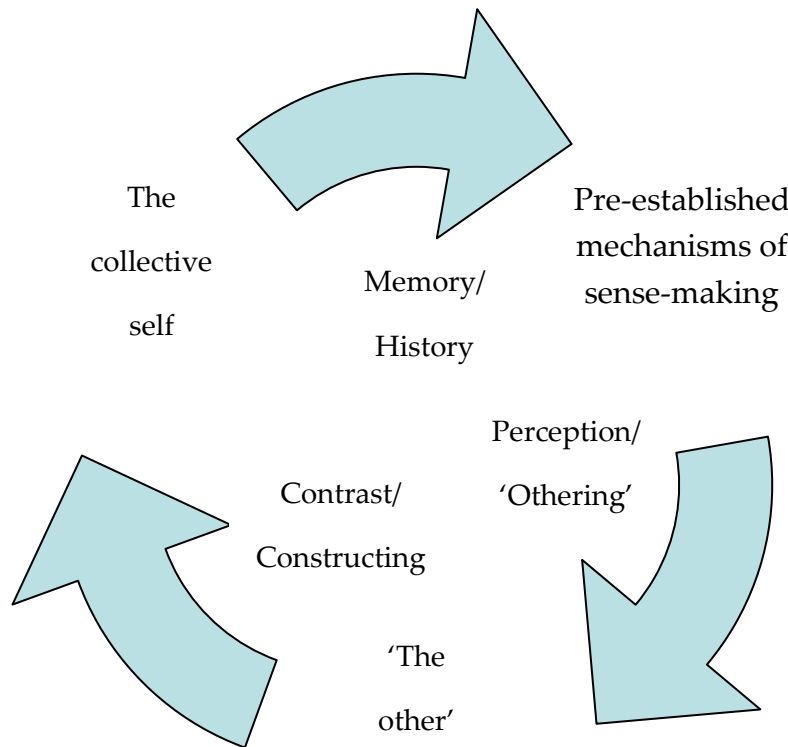 The
collective
self
Pre-established
mechanisms of
sense-making
Memory/
History
Perception/
‘Othering’
Contrast/
Constructing
‘The
other’